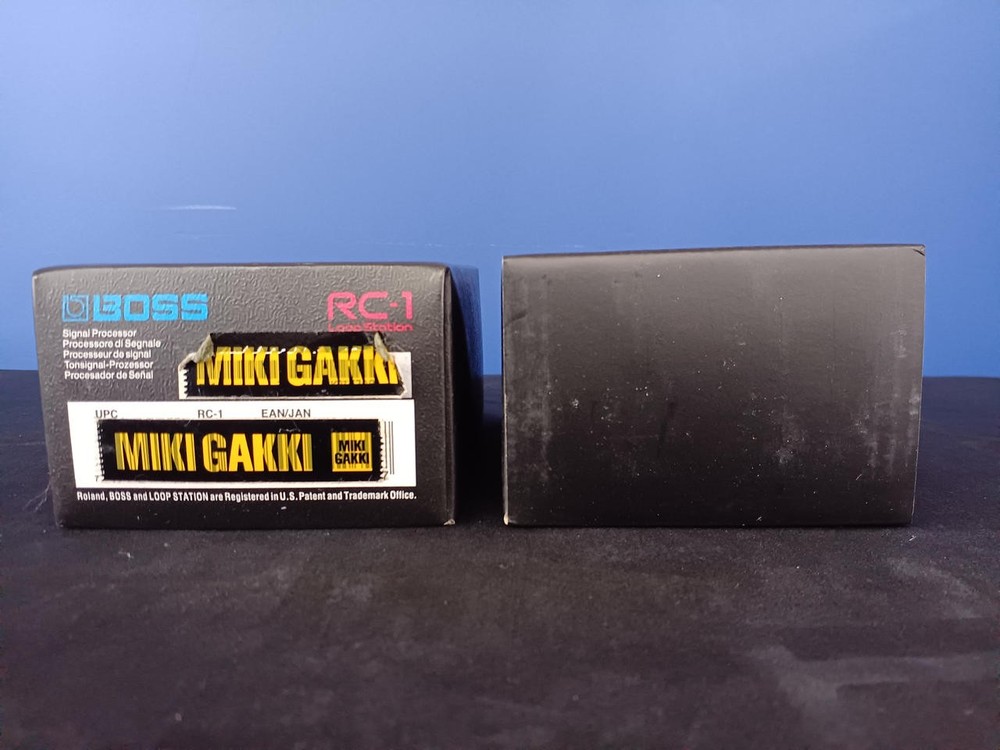 BOSS
RC-1
Loop Station
Signal Processor
Processore di Segnale
Processeur de signal
Tonsignal-Prozessor
Procesador de Señal
MIKI GAKKI
UPC RC-1 EAN/JAN
MIKI GAKKI
MIKI
GAKKI
Roland, BOSS and LOOP STATION are Registered in U.S. Patent and Trademark Office.